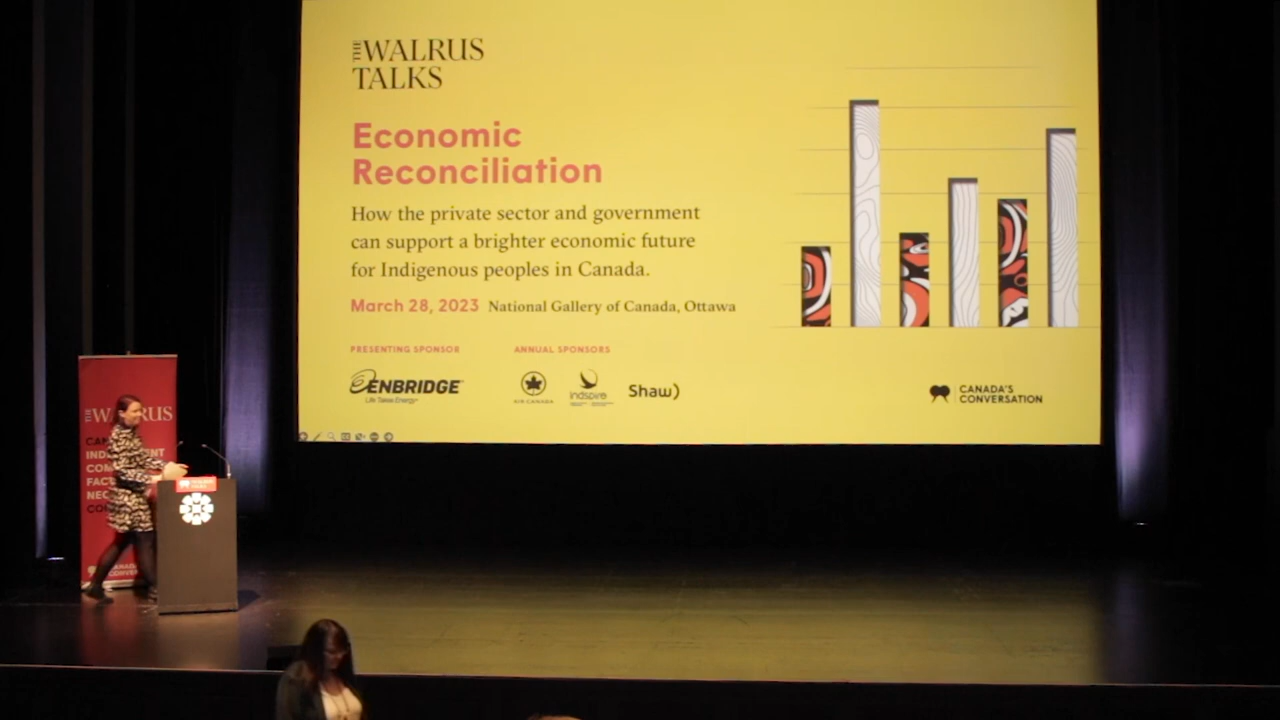 THE WALRUS
TALKS
Economic
Reconciliation
How the private sector and government
can support a brighter economic future
for Indigenous peoples in Canada.
March 28, 2023 National Gallery of Canada, Ottawa
PRESENTING SPONSOR
ANNUAL SPONSORS
ENBRIDGE
Life Takes Energy
AIR CANADA
indspire
Shaw)
CANADA'S
CONVERSATION
THE